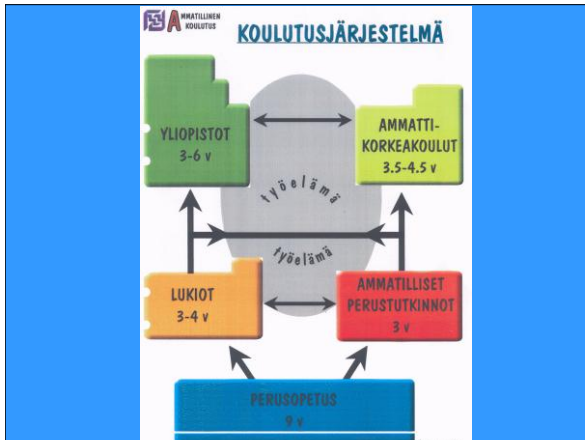 AMMATILLINEN
KOULUTUS
KOULUTUSJÄRJESTELMÄ
YLIOPISTOT
3-6 v
AMMATTI-
KORKEAKOULUT
3.5-4.5 v
työelämä
työelämä
LUKIOT
3-4 v
AMMATILLISET
PERUSTUTKINNOT
3 v
PERUSOPETUS
9 v